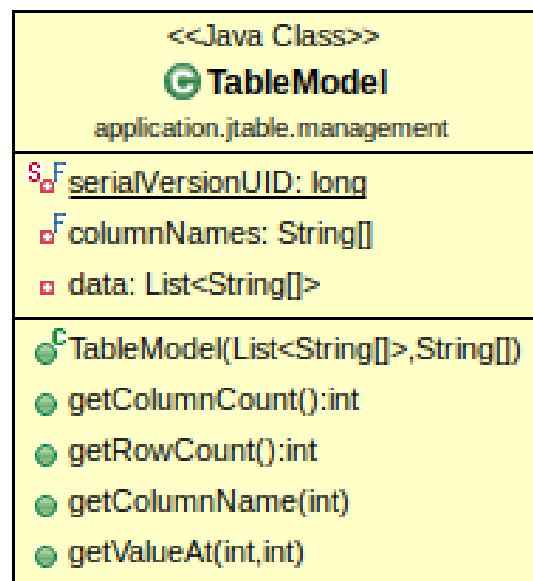 <<Java Class>>
C TableModel
application.jtable.management
S F serialVersionUID: long
F columnNames: String[]
data: List<String[]>
C TableModel(List<String[]>,String[])
getColumnCount():int
getRowCount():int
getColumnName(int)
getValueAt(int,int)